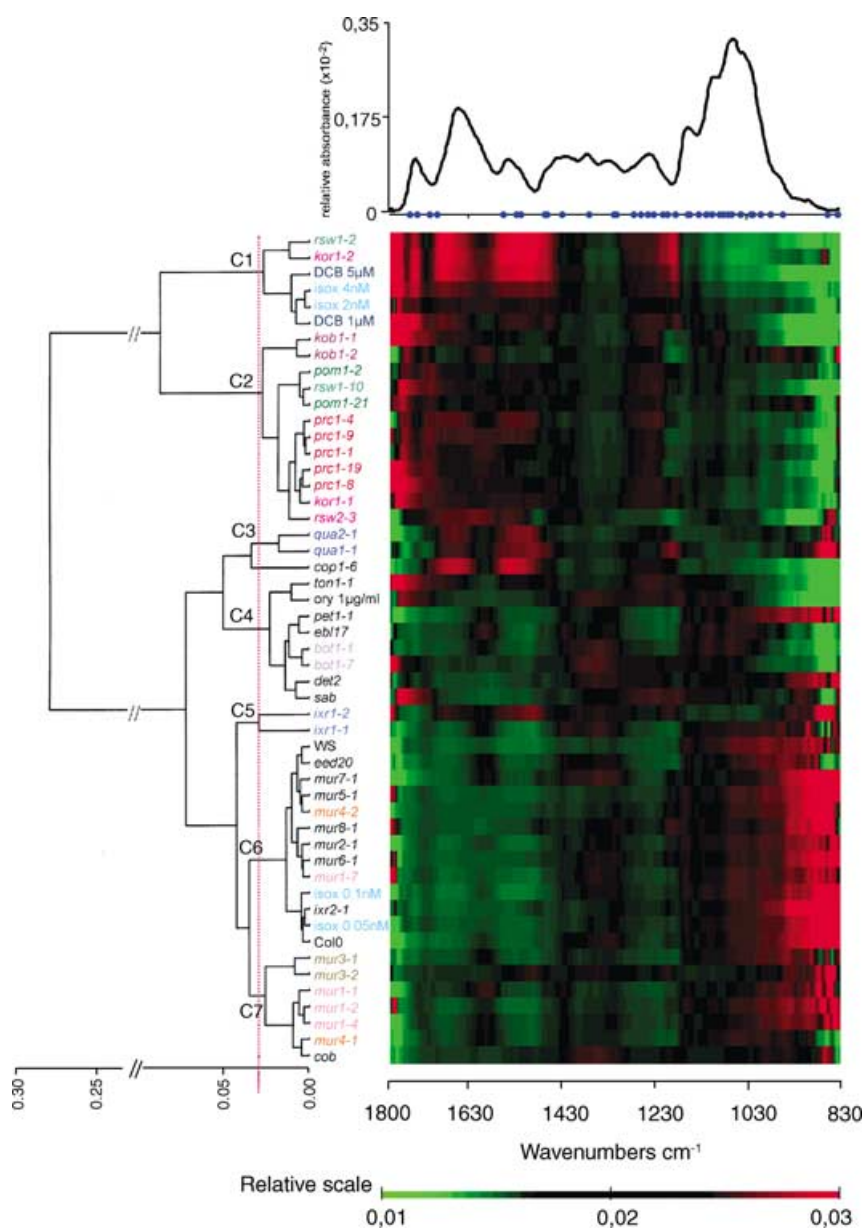 0,35
0,175
0
relative absorbance (x10-2)
C1
C2
C3
C4
C5
C6
C7
rsw1-2
kor1-2
DCB 5µM
isox 4nM
isox 2nM
DCB 1µM
kob1-1
kob1-2
pom1-2
rsw1-10
pom1-21
prc1-4
prc1-9
prc1-1
prc1-19
prc1-8
kor1-1
rsw2-3
qua2-1
qua1-1
cop1-6
ton1-1
ory 1µg/ml
pet1-1
ebl17
bot1-1
bot1-7
det2
sab
ixr1-2
ixr1-1
WS
eed20
mur7-1
mur5-1
mur4-2
mur8-1
mur2-1
mur6-1
mur1-7
isox 0.1nM
ixr2-1
isox 0.05nM
Col0
mur3-1
mur3-2
mur1-1
mur1-2
mur1-4
mur4-1
cob
0.30
0.25
0.05
0.00
1800 1630 1430 1230 1030 830
Wavenumbers cm-1
Relative scale
0,01 0,02 0,03